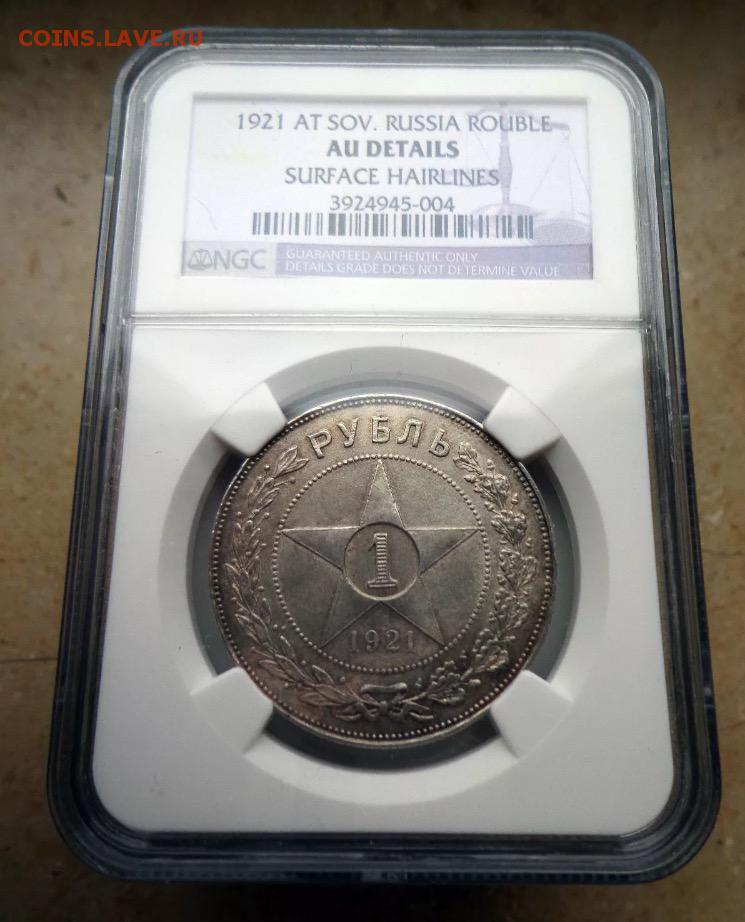 COINS.LAVE.РУ
1921 AT SOV. RUSSIA ROUBLE
AU DETAILS
SURFACE HAIRLINES
3924945-004
NGC
GUARANTEED AUTHENTIC ONLY
DETAILS GRADE DOES NOT DETERMINE VALUE
РУБЛЬ
1
1921